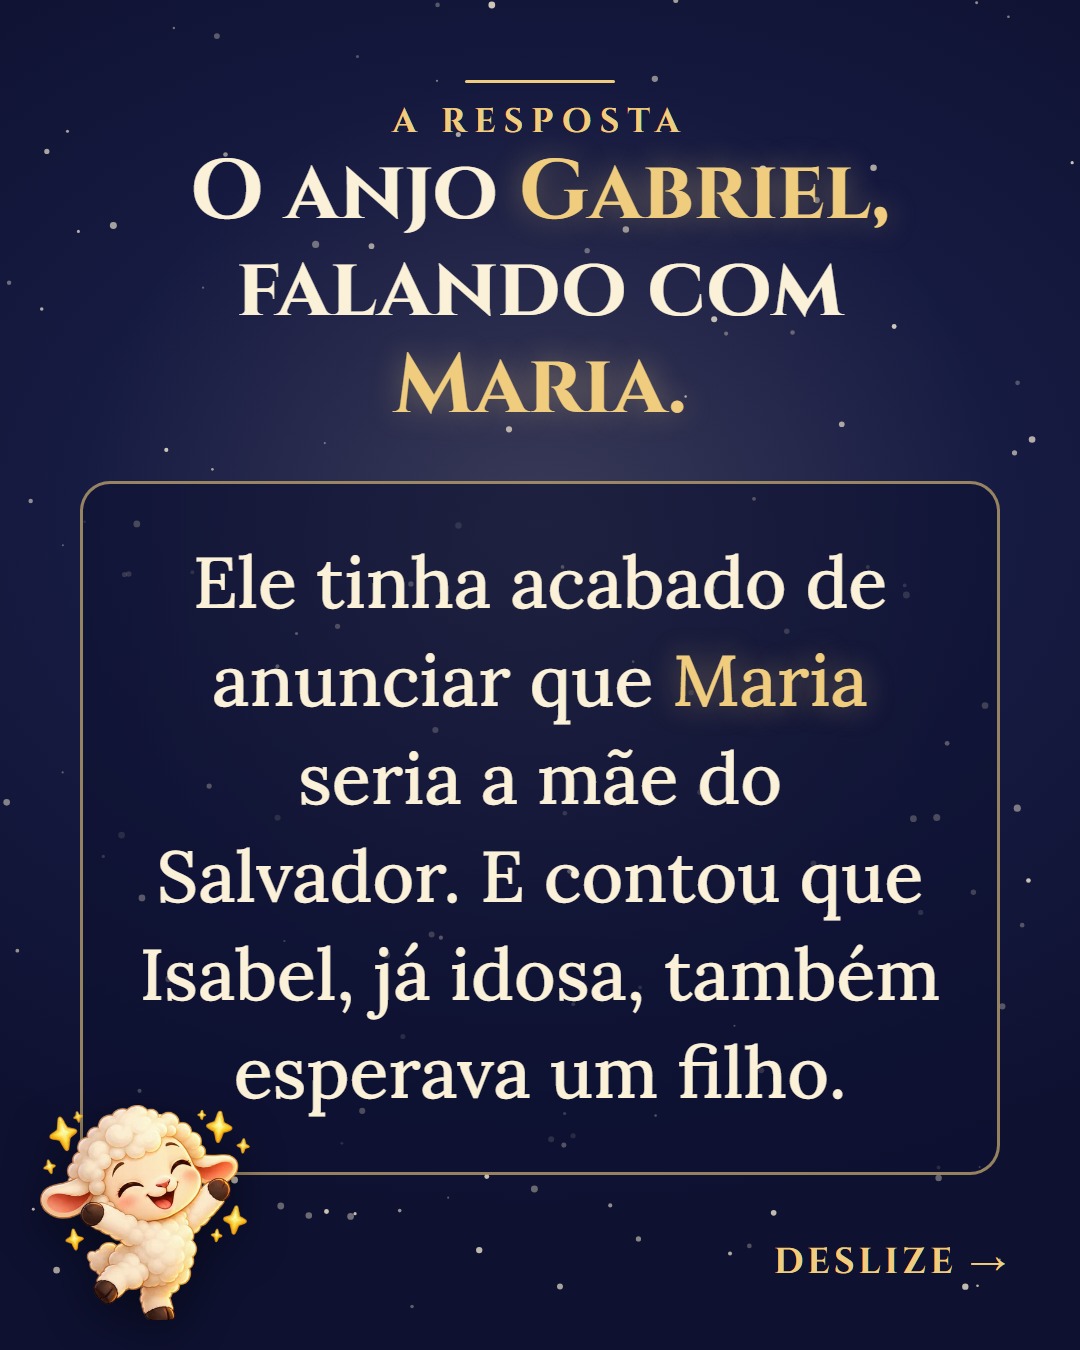 A RESPOSTA
O ANJO GABRIEL,
FALANDO COM
MARIA.
Ele tinha acabado de
anunciar que Maria
seria a mãe do
Salvador. E contou que
Isabel, já idosa, também
esperava um filho.
DESLIZE →